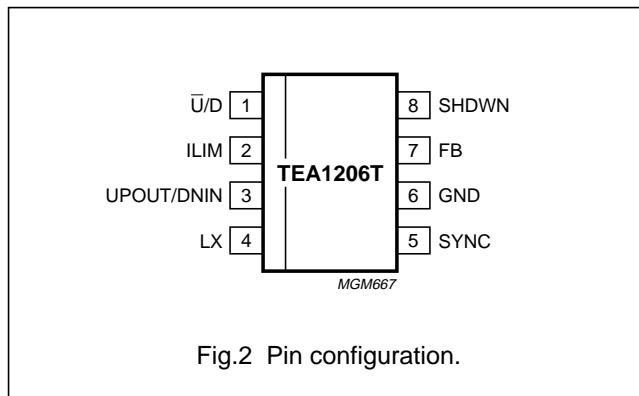 U̅/D 1
ILIM 2
UPOUT/DNIN 3
LX 4
TEA1206T
8 SHDWN
7 FB
6 GND
5 SYNC
MGM667
Fig.2 Pin configuration.